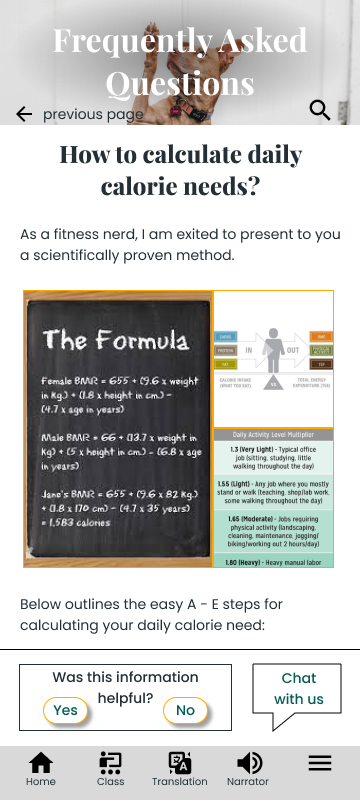 Frequently Asked
Questions
previous page
How to calculate daily
calorie needs?
As a fitness nerd, I am exited to present to you
a scientifically proven method.
The Formula
Female BMR = 655 + (9.6 x weight
in kg.) + (1.8 x height in cm.) -
(4.7 x age in years)
Male BMR = 66 + (13.7 x weight in
kg) + (5 x height in cm.) - (6.8 x age
in years)
Jane's BMR = 655 + (9.6 x 82 kg.)
+ (1.8 x 170 cm) - (4.7 x 35 years)
= 1,583 calories
IN
OUT
VS
CALORIC INTAKE
(WHAT YOU EAT)
TOTAL ENERGY
EXPENDITURE (TEE)
Daily Activity Level Multiplier
1.3 (Very Light) - Typical office
job (sitting, studying, little
walking throughout the day)
1.55 (Light) - Any job where you mostly
stand or walk (teaching, shop/lab work,
some walking throughout the day)
1.65 (Moderate) - Jobs requiring
physical activity (landscaping,
cleaning, maintenance, jogging/
biking/working out 2 hours/day)
1.80 (Heavy) - Heavy manual labor
Below outlines the easy A - E steps for
calculating your daily calorie need:
Was this information
helpful?
Yes
No
Chat
with us
Home
Class
Translation
Narrator